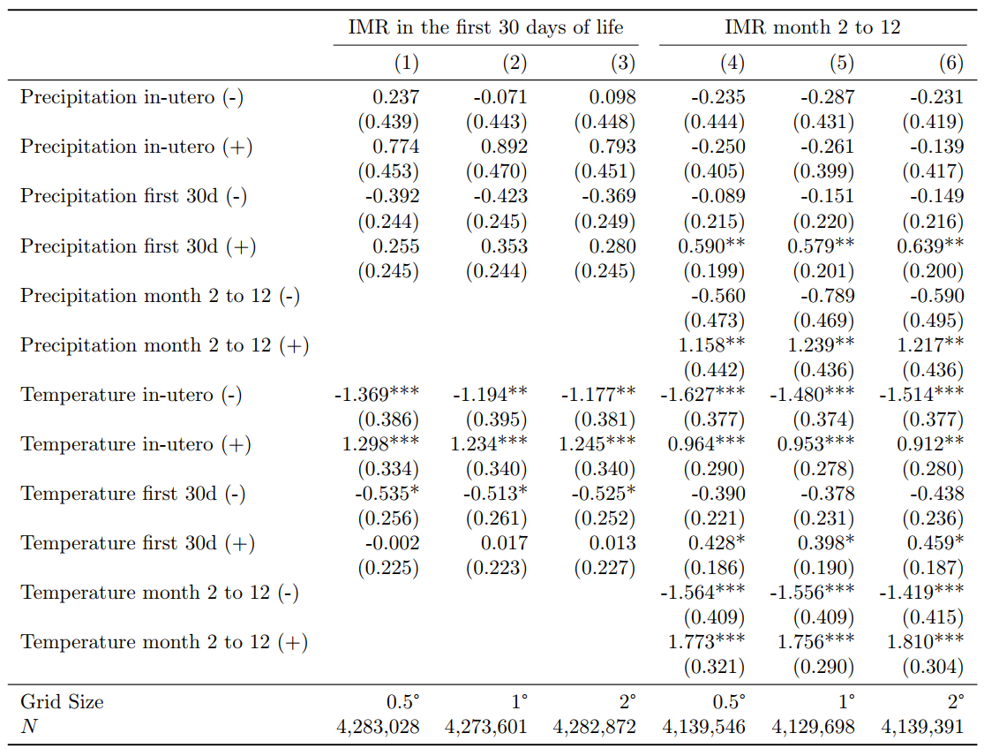 IMR in the first 30 days of life IMR month 2 to 12
(1) (2) (3) (4) (5) (6)
Precipitation in-utero (-) 0.237 -0.071 0.098 -0.235 -0.287 -0.231
(0.439) (0.443) (0.448) (0.444) (0.431) (0.419)
Precipitation in-utero (+) 0.774 0.892 0.793 -0.250 -0.261 -0.139
(0.453) (0.470) (0.451) (0.405) (0.399) (0.417)
Precipitation first 30d (-) -0.392 -0.423 -0.369 -0.089 -0.151 -0.149
(0.244) (0.245) (0.249) (0.215) (0.220) (0.216)
Precipitation first 30d (+) 0.255 0.353 0.280 0.590** 0.579** 0.639**
(0.245) (0.244) (0.245) (0.199) (0.201) (0.200)
Precipitation month 2 to 12 (-) -0.560 -0.789 -0.590
(0.473) (0.469) (0.495)
Precipitation month 2 to 12 (+) 1.158** 1.239** 1.217**
(0.442) (0.436) (0.436)
Temperature in-utero (-) -1.369*** -1.194** -1.177** -1.627*** -1.480*** -1.514***
(0.386) (0.395) (0.381) (0.377) (0.374) (0.377)
Temperature in-utero (+) 1.298*** 1.234*** 1.245*** 0.964*** 0.953*** 0.912**
(0.334) (0.340) (0.340) (0.290) (0.278) (0.280)
Temperature first 30d (-) -0.535* -0.513* -0.525* -0.390 -0.378 -0.438
(0.256) (0.261) (0.252) (0.221) (0.231) (0.236)
Temperature first 30d (+) -0.002 0.017 0.013 0.428* 0.398* 0.459*
(0.225) (0.223) (0.227) (0.186) (0.190) (0.187)
Temperature month 2 to 12 (-) -1.564*** -1.556*** -1.419***
(0.409) (0.409) (0.415)
Temperature month 2 to 12 (+) 1.773*** 1.756*** 1.810***
(0.321) (0.290) (0.304)
Grid Size 0.5° 1° 2° 0.5° 1° 2°
N 4,283,028 4,273,601 4,282,872 4,139,546 4,129,698 4,139,391